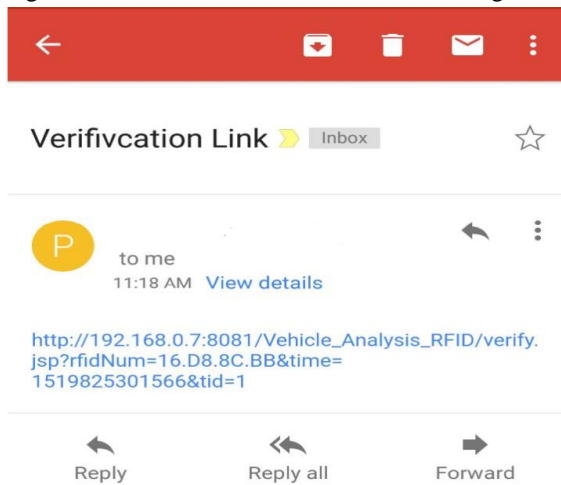 Verifivcation Link Inbox
P
to me
11:18 AM View details
http://192.168.0.7:8081/Vehicle_Analysis_RFID/verify.
jsp?rfidNum=16.D8.8C.BB&time=
1519825301566&tid=1
Reply Reply all Forward